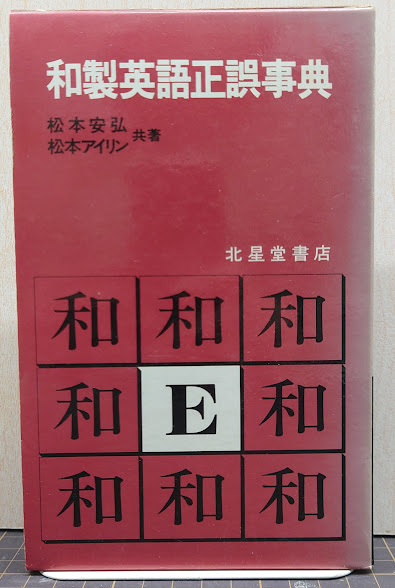 和製英語正誤事典
松本安弘
松本アイリン 共著
北星堂書店
和 和 和
和 E 和
和 和 和